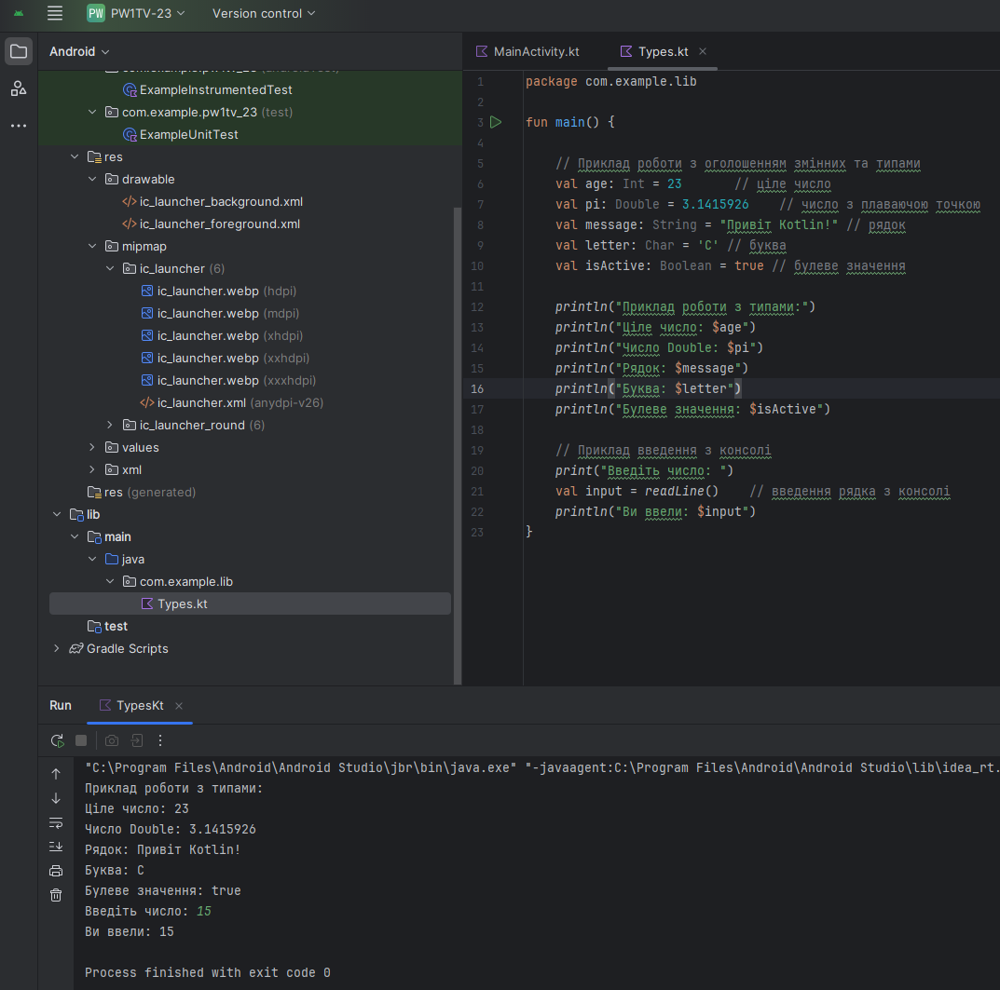 PW PW1TV-23 Version control
Android
MainActivity.kt
Types.kt
ExampleInstrumentedTest
com.example.pw1tv_23 (test)
ExampleUnitTest
res
drawable
ic_launcher_background.xml
ic_launcher_foreground.xml
mipmap
ic_launcher (6)
ic_launcher.webp (hdpi)
ic_launcher.webp (mdpi)
ic_launcher.webp (xhdpi)
ic_launcher.webp (xxhdpi)
ic_launcher.webp (xxxhdpi)
ic_launcher.xml (anydpi-v26)
ic_launcher_round (6)
values
xml
res (generated)
lib
main
java
com.example.lib
Types.kt
test
Gradle Scripts
1 package com.example.lib
2
3 fun main() {
4
5 // Приклад роботи з оголошенням змінних та типами
6 val age: Int = 23 // ціле число
7 val pi: Double = 3.1415926 // число з плаваючою точкою
8 val message: String = "Привіт Kotlin!" // рядок
9 val letter: Char = 'C' // буква
10 val isActive: Boolean = true // булеве значення
11
12 println("Приклад роботи з типами:")
13 println("Ціле число: $age")
14 println("Число Double: $pi")
15 println("Рядок: $message")
16 println("Буква: $letter")
17 println("Булеве значення: $isActive")
18
19 // Приклад введення з консолі
20 print("Введіть число: ")
21 val input = readLine() // введення рядка з консолі
22 println("Ви ввели: $input")
23 }
Run TypesKt
"C:\Program Files\Android\Android Studio\jbr\bin\java.exe" "-javaagent:C:\Program Files\Android\Android Studio\lib\idea_rt.
Приклад роботи з типами:
Ціле число: 23
Число Double: 3.1415926
Рядок: Привіт Kotlin!
Буква: C
Булеве значення: true
Введіть число: 15
Ви ввели: 15
Process finished with exit code 0